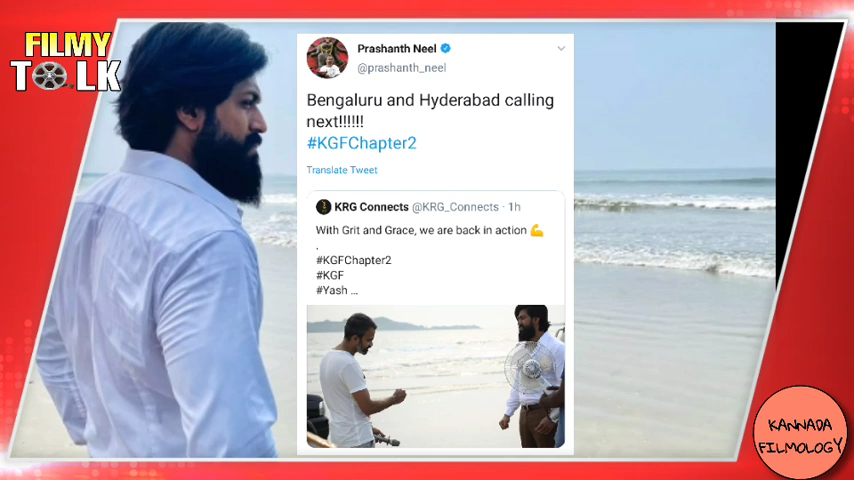 FILMY
TALK
Prashanth Neel
@prashanth_neel
Bengaluru and Hyderabad calling
next!!!!!!
#KGFChapter2
Translate Tweet
KRG Connects @KRG_Connects · 1h
With Grit and Grace, we are back in action 💪
.
#KGFChapter2
#KGF
#Yash ...
KANNADA
FILMOLOGY